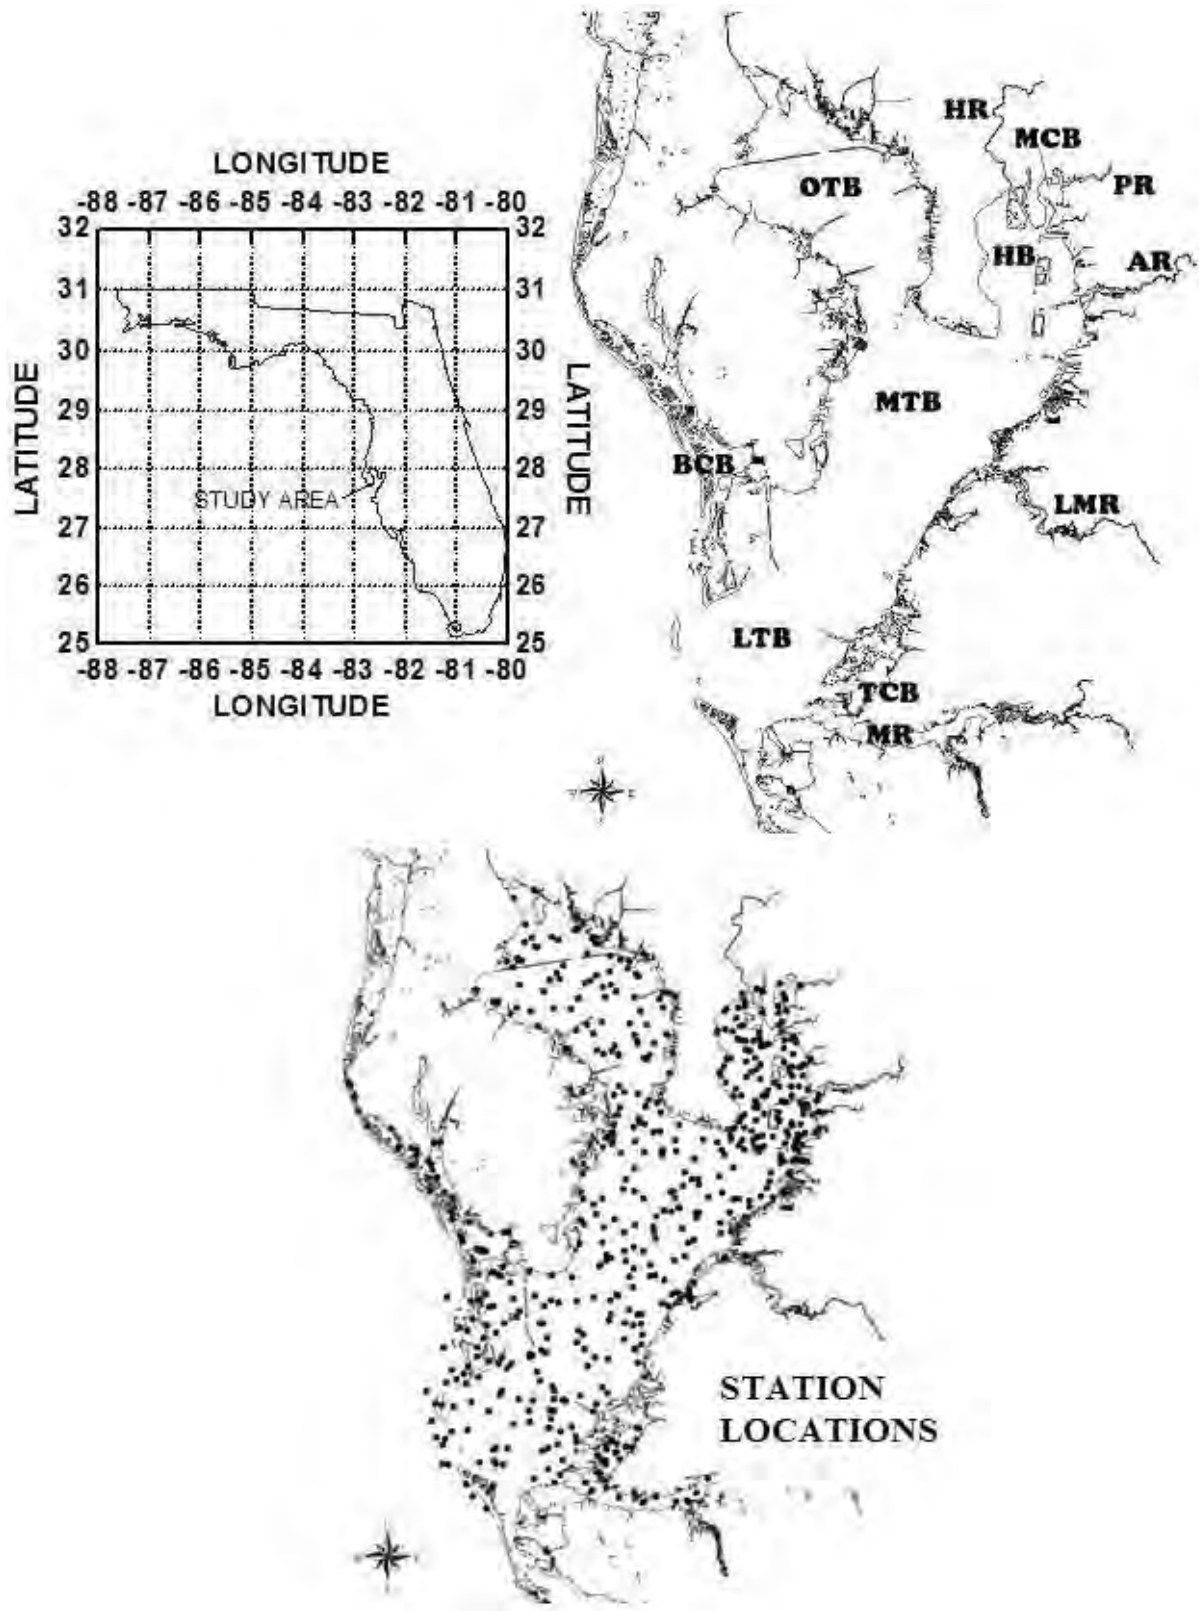 LONGITUDE
-88 -87 -86 -85 -84 -83 -82 -81 -80
32 32
31 31
30 30
29 29
28 28
27 27
26 26
25 25
LATITUDE
LATITUDE
STUDY AREA
-88 -87 -86 -85 -84 -83 -82 -81 -80
LONGITUDE
HR
MCB
OTB
PR
HB
AR
MTB
BCB
LMR
LTB
TCB
MR
STATION
LOCATIONS